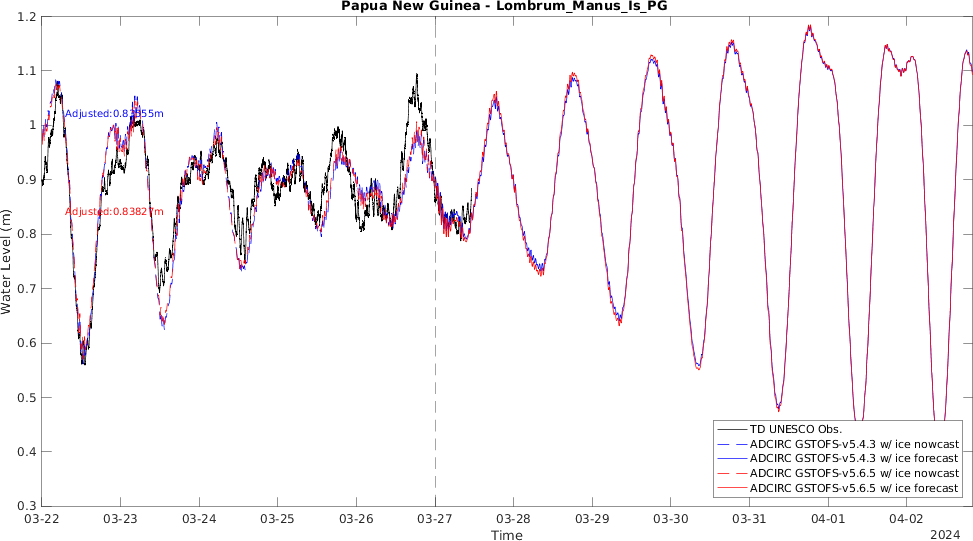 Papua New Guinea - Lombrum_Manus_Is_PG
Water Level (m)
1.2
1.1
1
0.9
0.8
0.7
0.6
0.5
0.4
0.3
Adjusted:0.83555m
Adjusted:0.83827m
TD UNESCO Obs.
ADCIRC GSTOFS-v5.4.3 w/ ice nowcast
ADCIRC GSTOFS-v5.4.3 w/ ice forecast
ADCIRC GSTOFS-v5.6.5 w/ ice nowcast
ADCIRC GSTOFS-v5.6.5 w/ ice forecast
03-22 03-23 03-24 03-25 03-26 03-27 03-28 03-29 03-30 03-31 04-01 04-02
Time
2024